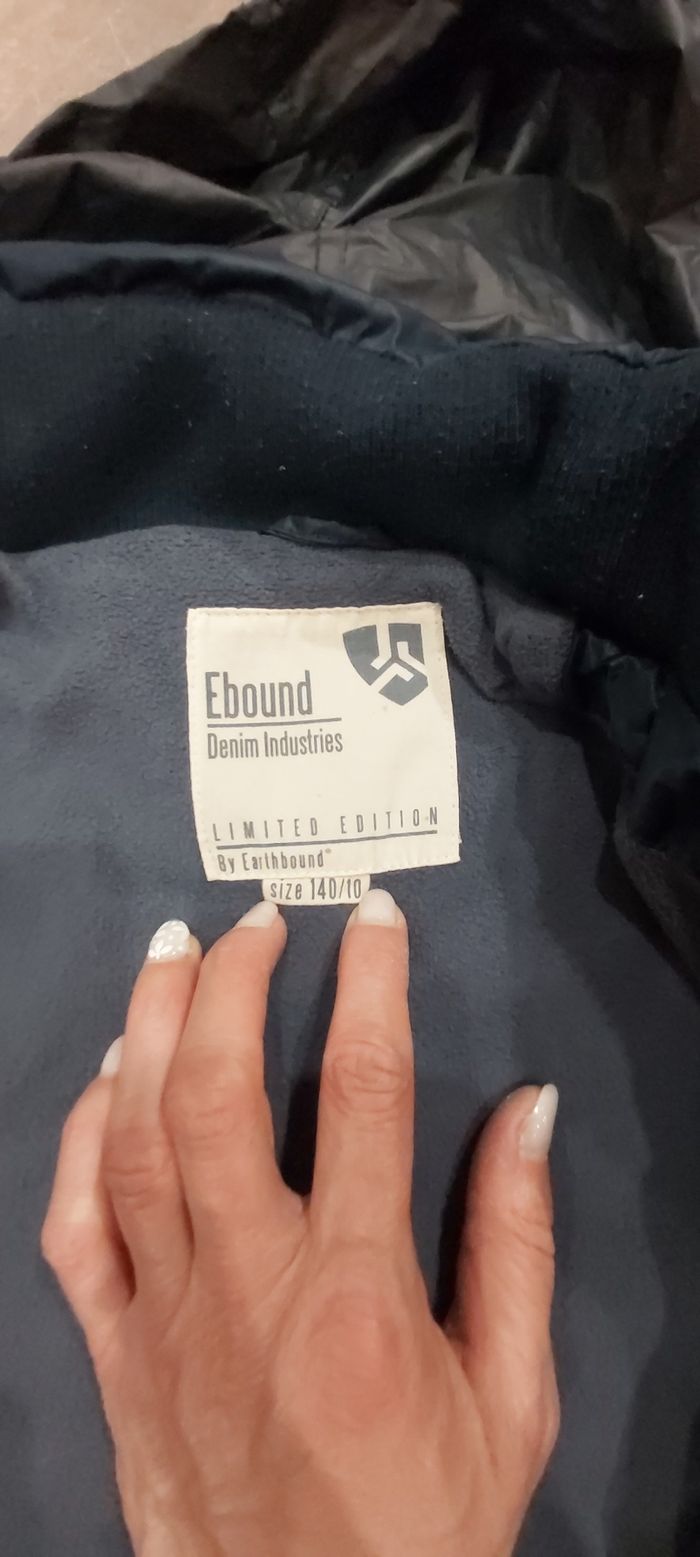 Ebound
Denim Industries
LIMITED EDITION
By Earthbound®
size 140/10